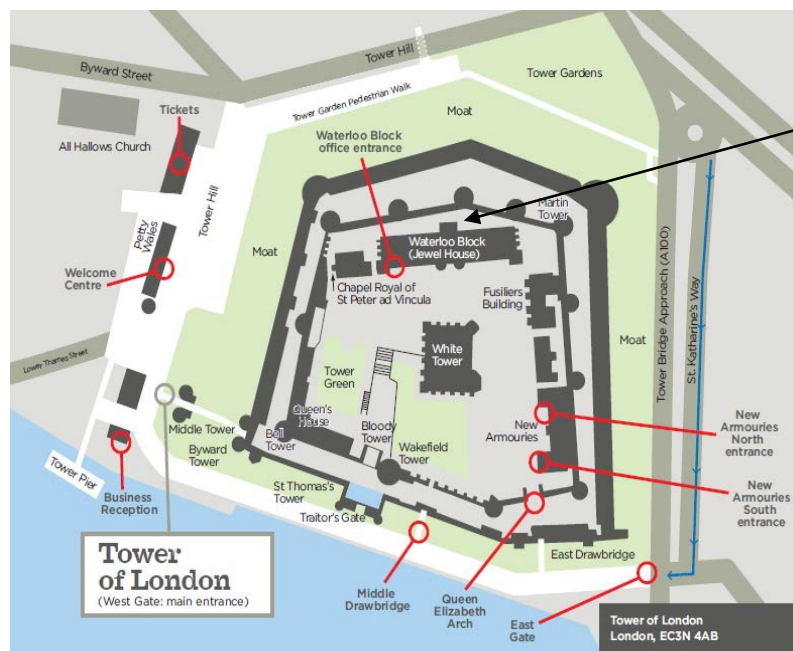 Tower Hill
Byward Street
Tower Gardens
Tickets
Tower Garden Pedestrian Walk
Moat
All Hallows Church
Waterloo Block
office entrance
Martin
Tower
Tower Hill
Petty
Wales
Waterloo Block
(Jewel House)
Moat
Welcome
Centre
Chapel Royal of
St Peter ad Vincula
Fusiliers
Building
Tower Bridge Approach (A100)
St. Katharine's Way
Moat
White
Tower
Lower Thames Street
Tower
Green
Queen's
House
Bloody
Tower
New
Armouries
New
Armouries
North
entrance
Middle Tower
Bell
Tower
Byward
Tower
Wakefield
Tower
Tower Pier
Business
Reception
St Thomas's
Tower
Traitor's Gate
New
Armouries
South
entrance
East Drawbridge
Tower
of London
(West Gate: main entrance)
Middle
Drawbridge
Queen
Elizabeth
Arch
East
Gate
Tower of London
London, EC3N 4AB